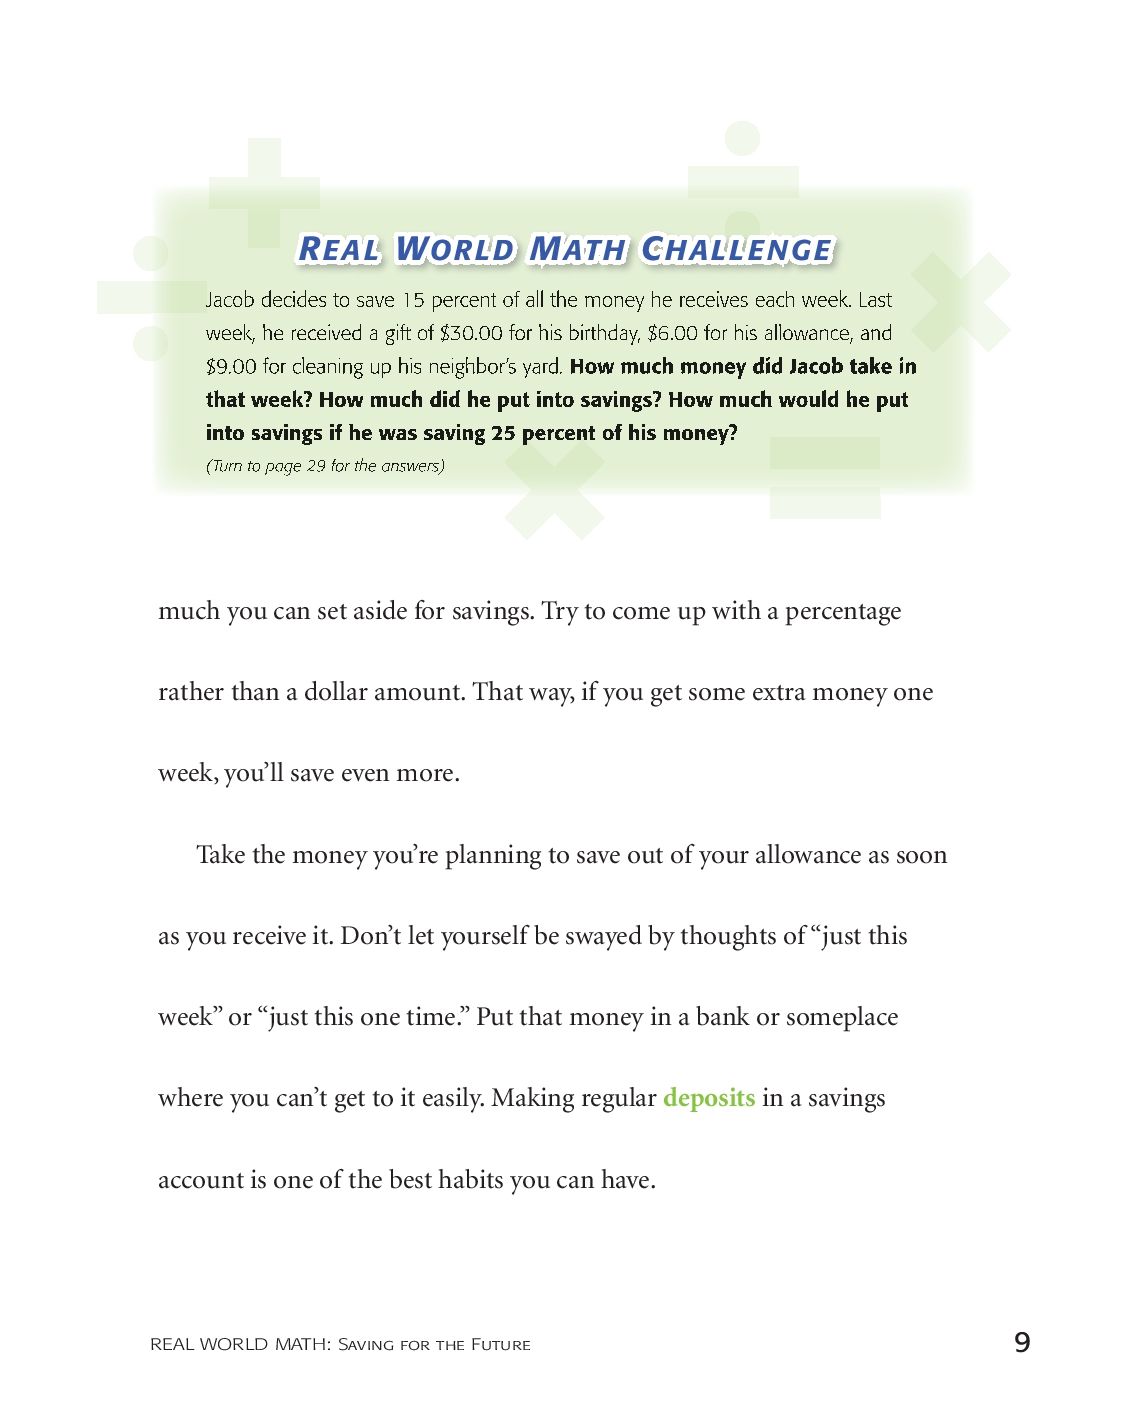 REAL WORLD MATH CHALLENGE
Jacob decides to save 15 percent of all the money he receives each week. Last
week, he received a gift of $30.00 for his birthday, $6.00 for his allowance, and
$9.00 for cleaning up his neighbor’s yard. How much money did Jacob take in
that week? How much did he put into savings? How much would he put
into savings if he was saving 25 percent of his money?
(Turn to page 29 for the answers)
much you can set aside for savings. Try to come up with a percentage
rather than a dollar amount. That way, if you get some extra money one
week, you’ll save even more.
Take the money you’re planning to save out of your allowance as soon
as you receive it. Don’t let yourself be swayed by thoughts of “just this
week” or “just this one time.” Put that money in a bank or someplace
where you can’t get to it easily. Making regular deposits in a savings
account is one of the best habits you can have.
REAL WORLD MATH: SAVING FOR THE FUTURE 9